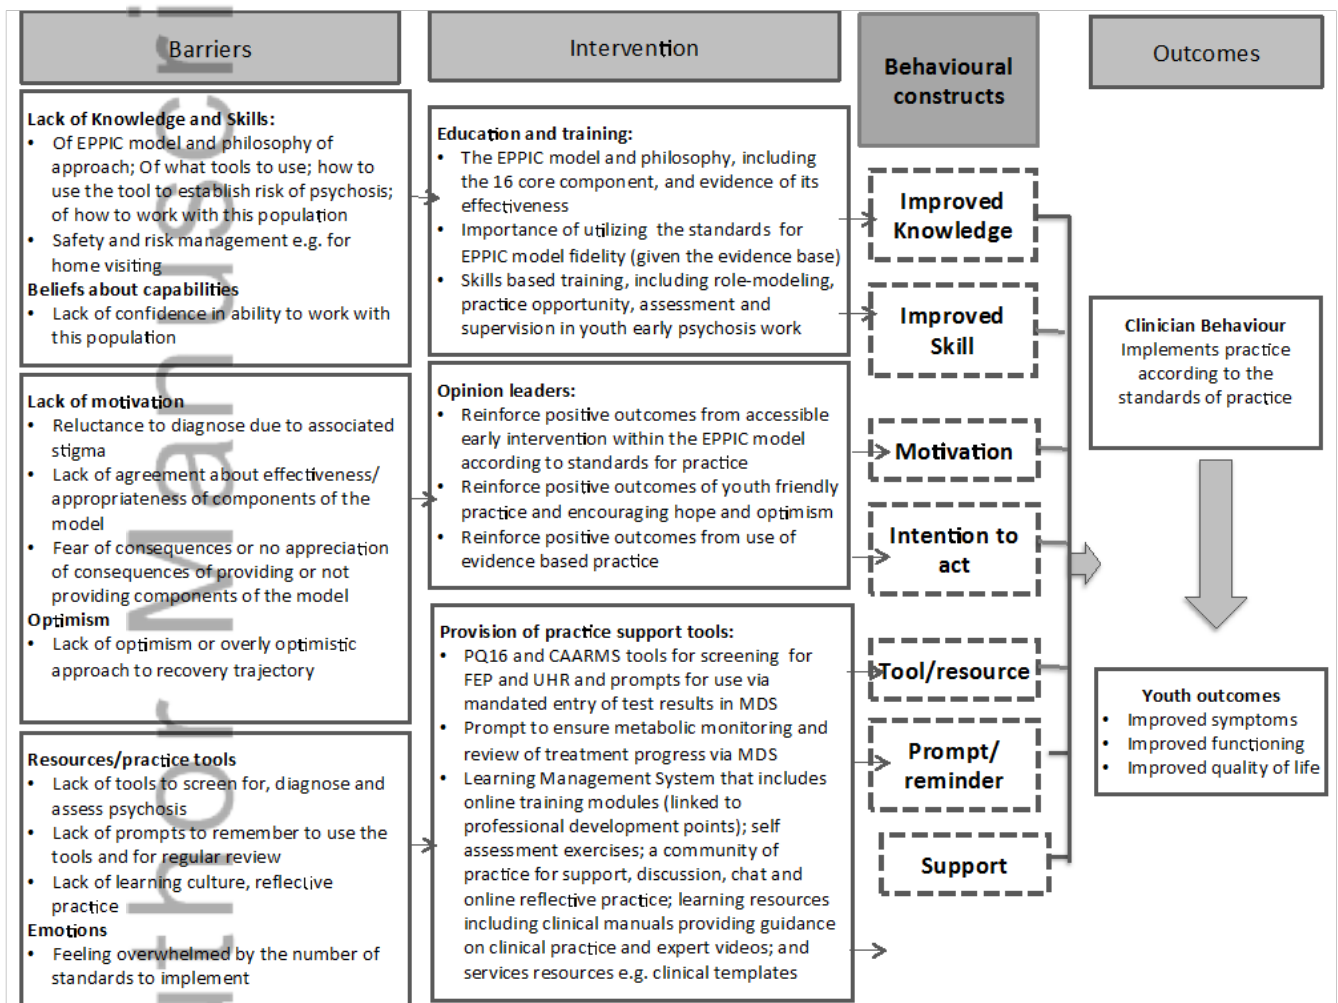 Barriers
Intervention
Behavioural
constructs
Outcomes
Lack of Knowledge and Skills:
• Of EPPIC model and philosophy of
approach; Of what tools to use; how to
use the tool to establish risk of psychosis;
of how to work with this population
• Safety and risk management e.g. for
home visiting
Beliefs about capabilities
• Lack of confidence in ability to work with
this population
Lack of motivation
• Reluctance to diagnose due to associated
stigma
• Lack of agreement about effectiveness/
appropriateness of components of the
model
• Fear of consequences or no appreciation
of consequences of providing or not
providing components of the model
Optimism
• Lack of optimism or overly optimistic
approach to recovery trajectory
Resources/practice tools
• Lack of tools to screen for, diagnose and
assess psychosis
• Lack of prompts to remember to use the
tools and for regular review
• Lack of learning culture, reflective
practice
Emotions
• Feeling overwhelmed by the number of
standards to implement
Education and training:
• The EPPIC model and philosophy, including
the 16 core component, and evidence of its
effectiveness
• Importance of utilizing the standards for
EPPIC model fidelity (given the evidence base)
• Skills based training, including role-modeling,
practice opportunity, assessment and
supervision in youth early psychosis work
Opinion leaders:
• Reinforce positive outcomes from accessible
early intervention within the EPPIC model
according to standards for practice
• Reinforce positive outcomes of youth friendly
practice and encouraging hope and optimism
• Reinforce positive outcomes from use of
evidence based practice
Provision of practice support tools:
• PQ16 and CAARMS tools for screening for
FEP and UHR and prompts for use via
mandated entry of test results in MDS
• Prompt to ensure metabolic monitoring and
review of treatment progress via MDS
• Learning Management System that includes
online training modules (linked to
professional development points); self
assessment exercises; a community of
practice for support, discussion, chat and
online reflective practice; learning resources
including clinical manuals providing guidance
on clinical practice and expert videos; and
services resources e.g. clinical templates
Improved
Knowledge
Improved
Skill
Motivation
Intention to
act
Tool/resource
Prompt/
reminder
Support
Clinician Behaviour
Implements practice
according to the
standards of practice
Youth outcomes
• Improved symptoms
• Improved functioning
• Improved quality of life
uthor Manuscri